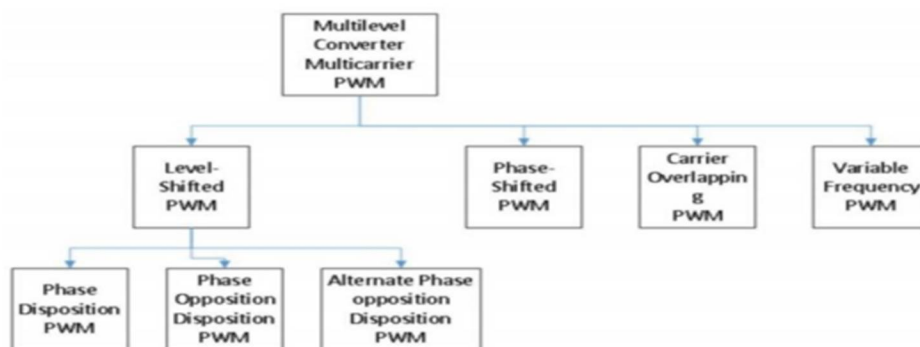 Multilevel
Converter
Multicarrier
PWM
Level-
Shifted
PWM
Phase-
Shifted
PWM
Carrier
Overlappin
g
PWM
Variable
Frequency
PWM
Phase
Disposition
PWM
Phase
Opposition
Disposition
PWM
Alternate Phase
opposition
Disposition
PWM